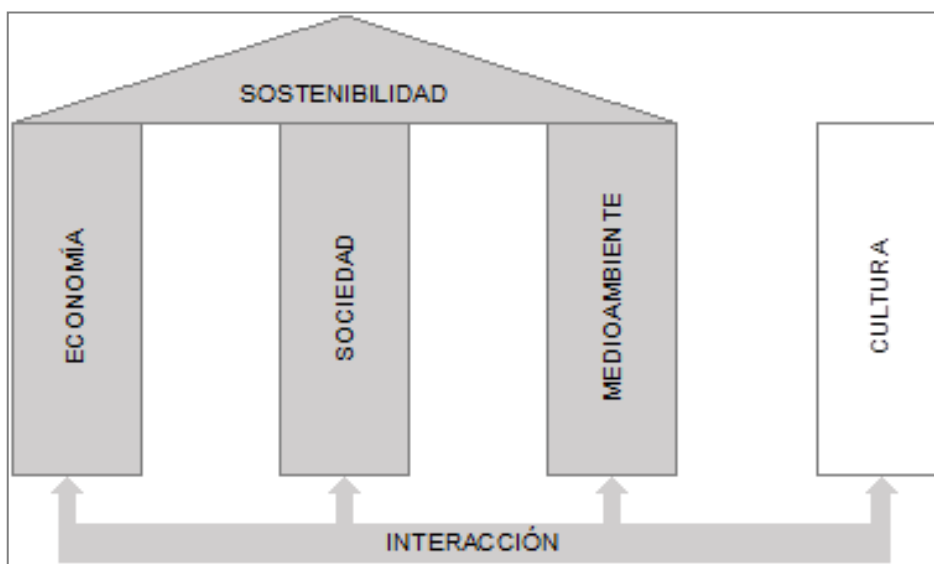 SOSTENIBILIDAD
ECONOMÍA
SOCIEDAD
MEDIOAMBIENTE
CULTURA
INTERACCIÓN